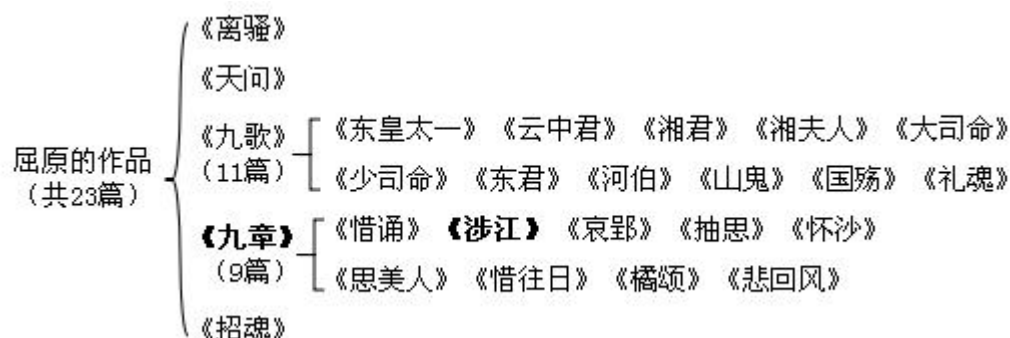 《离骚》
《天问》
《九歌》
（11篇）
《东皇太一》《云中君》《湘君》《湘夫人》《大司命》
《少司命》《东君》《河伯》《山鬼》《国殇》《礼魂》
屈原的作品
（共23篇）
《九章》
（9篇）
《惜诵》《涉江》《哀郢》《抽思》《怀沙》
《思美人》《惜往日》《橘颂》《悲回风》
《招魂》